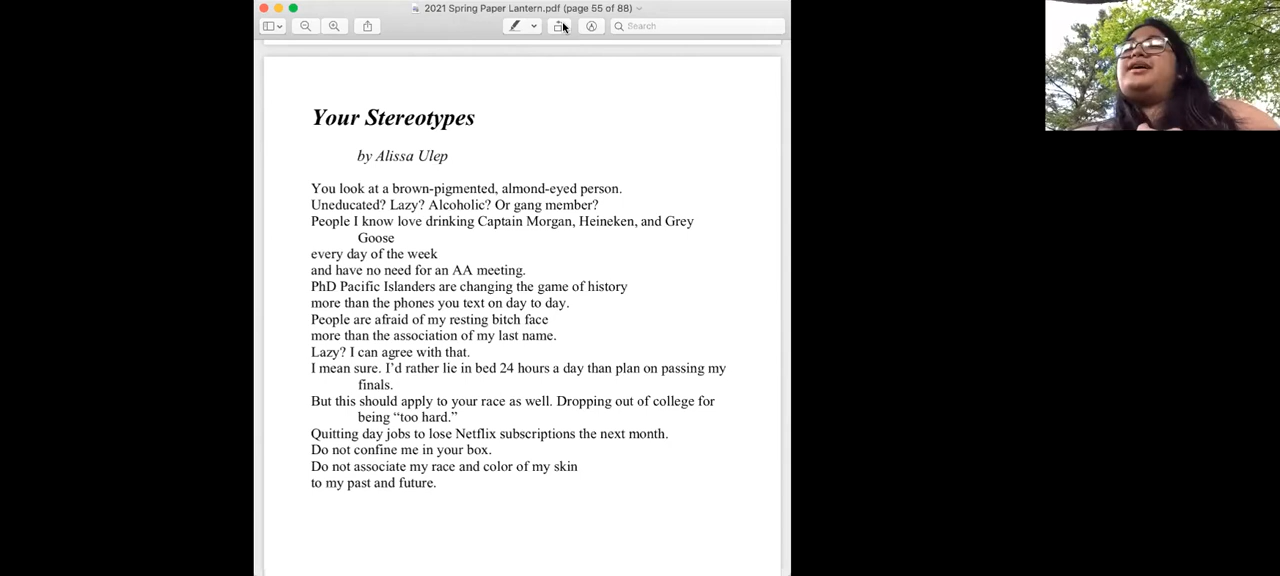 2021 Spring Paper Lantern.pdf (page 55 of 88)
Search
Your Stereotypes
by Alissa Ulep
You look at a brown-pigmented, almond-eyed person.
Uneducated? Lazy? Alcoholic? Or gang member?
People I know love drinking Captain Morgan, Heineken, and Grey
Goose
every day of the week
and have no need for an AA meeting.
PhD Pacific Islanders are changing the game of history
more than the phones you text on day to day.
People are afraid of my resting bitch face
more than the association of my last name.
Lazy? I can agree with that.
I mean sure. I’d rather lie in bed 24 hours a day than plan on passing my
finals.
But this should apply to your race as well. Dropping out of college for
being “too hard.”
Quitting day jobs to lose Netflix subscriptions the next month.
Do not confine me in your box.
Do not associate my race and color of my skin
to my past and future.